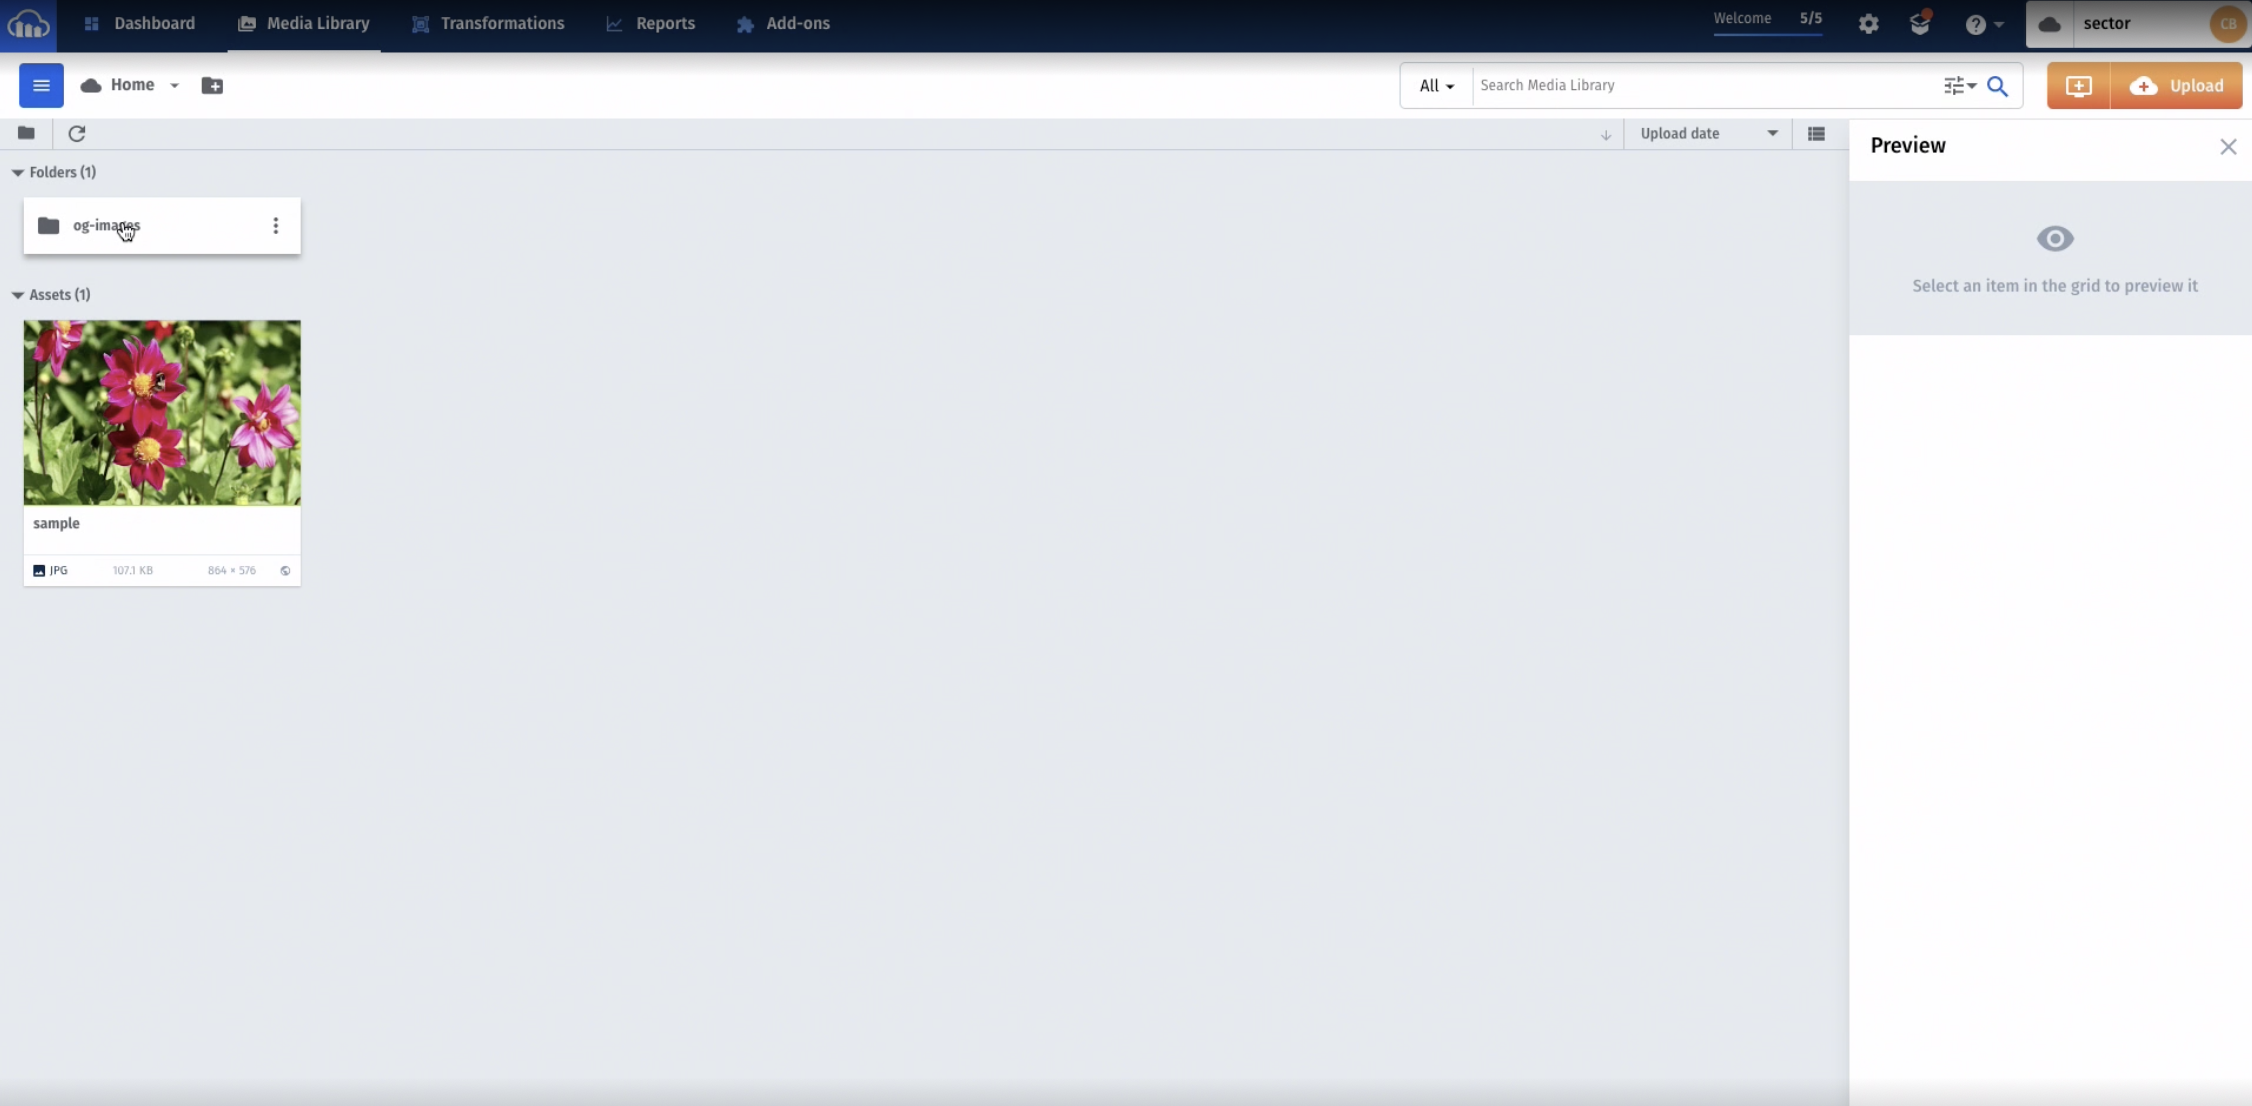 Dashboard
Media Library
Transformations
Reports
Add-ons
Welcome 5/5
sector
CB
Home
All
Search Media Library
Upload
Upload date
Preview
Folders (1)
og-images
Select an item in the grid to preview it
Assets (1)
sample
JPG 107.1 KB 864 × 576